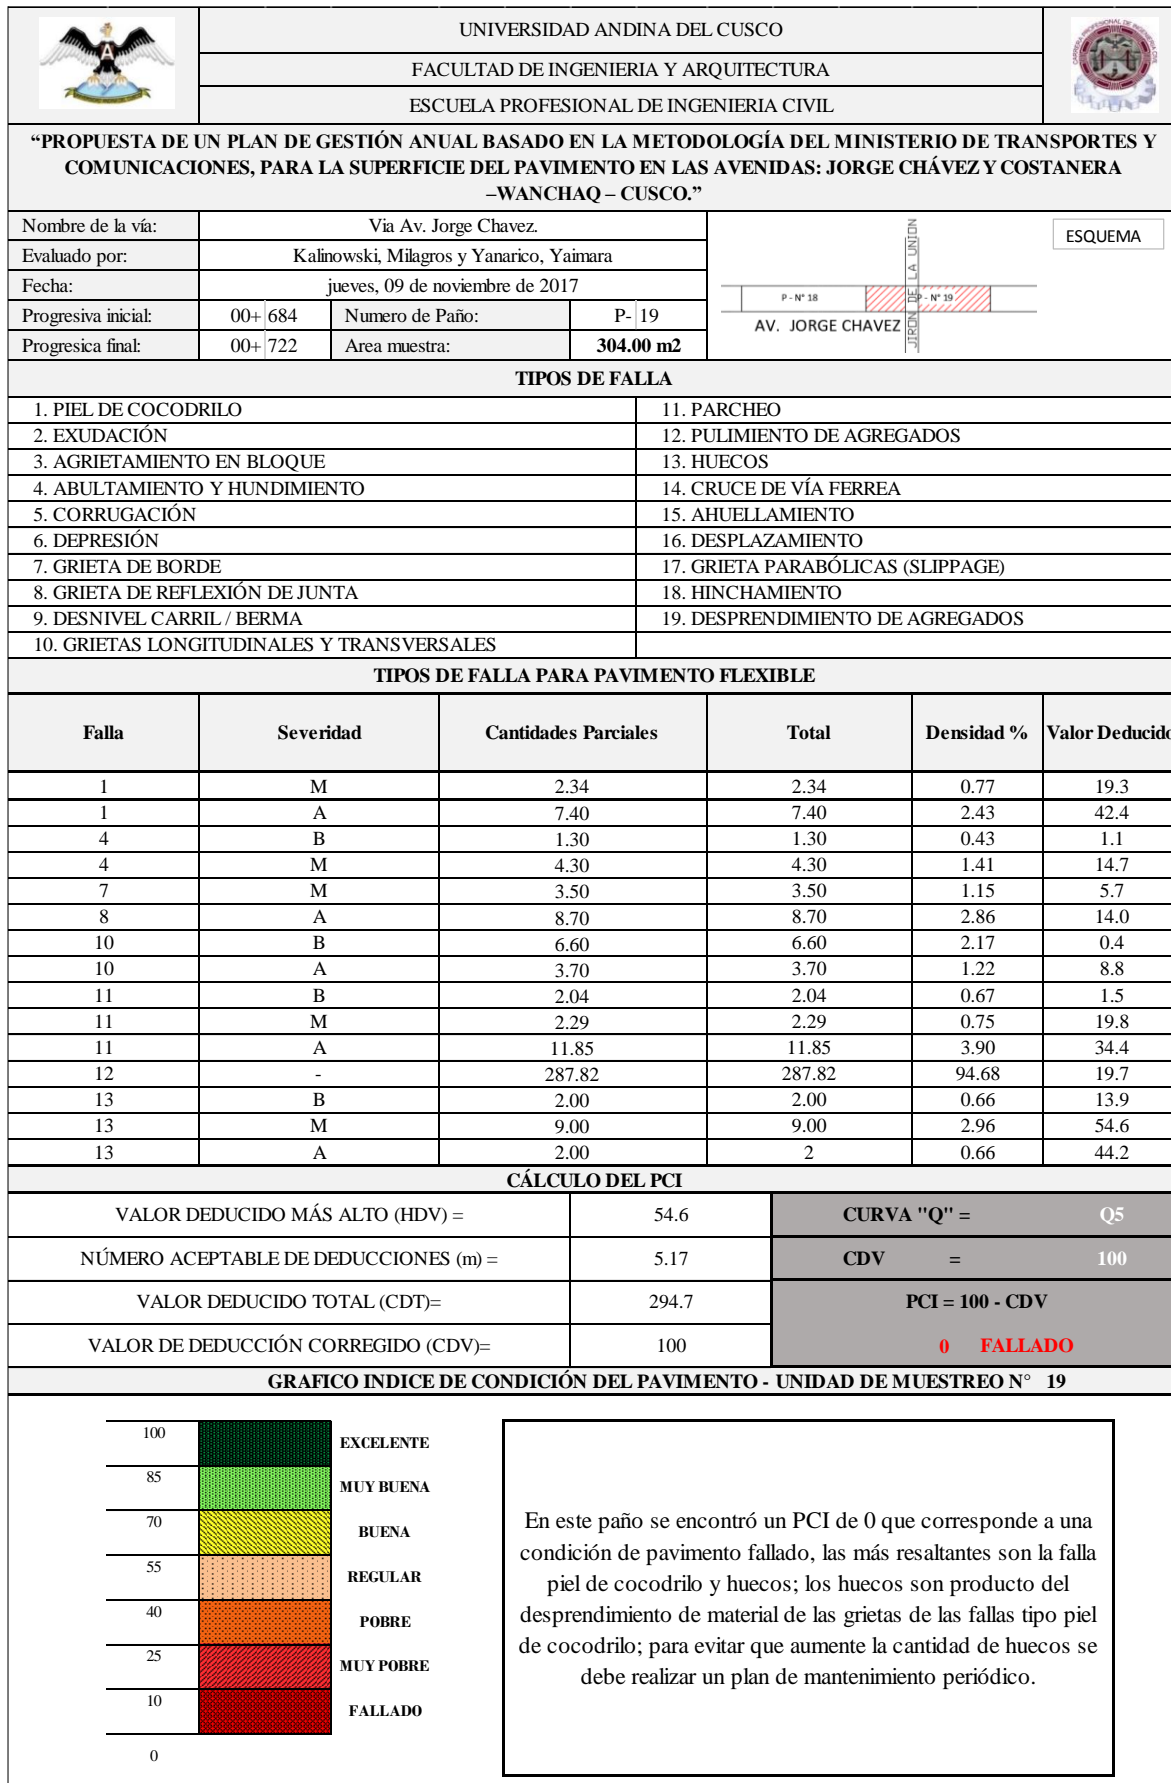 UNIVERSIDAD ANDINA DEL CUSCO
FACULTAD DE INGENIERIA Y ARQUITECTURA
ESCUELA PROFESIONAL DE INGENIERIA CIVIL
“PROPUESTA DE UN PLAN DE GESTIÓN ANUAL BASADO EN LA METODOLOGÍA DEL MINISTERIO DE TRANSPORTES Y
COMUNICACIONES, PARA LA SUPERFICIE DEL PAVIMENTO EN LAS AVENIDAS: JORGE CHÁVEZ Y COSTANERA
–WANCHAQ – CUSCO.”
Nombre de la vía: Via Av. Jorge Chavez.
Evaluado por: Kalinowski, Milagros y Yanarico, Yaimara
Fecha: jueves, 09 de noviembre de 2017
Progresiva inicial: 00+ 684 Numero de Paño: P- 19
Progresica final: 00+ 722 Area muestra: 304.00 m2
ESQUEMA
P - N° 18
P - N° 19
AV. JORGE CHAVEZ
JIRON DE LA UNION
TIPOS DE FALLA
1. PIEL DE COCODRILO 11. PARCHEO
2. EXUDACIÓN 12. PULIMIENTO DE AGREGADOS
3. AGRIETAMIENTO EN BLOQUE 13. HUECOS
4. ABULTAMIENTO Y HUNDIMIENTO 14. CRUCE DE VÍA FERREA
5. CORRUGACIÓN 15. AHUELLAMIENTO
6. DEPRESIÓN 16. DESPLAZAMIENTO
7. GRIETA DE BORDE 17. GRIETA PARABÓLICAS (SLIPPAGE)
8. GRIETA DE REFLEXIÓN DE JUNTA 18. HINCHAMIENTO
9. DESNIVEL CARRIL / BERMA 19. DESPRENDIMIENTO DE AGREGADOS
10. GRIETAS LONGITUDINALES Y TRANSVERSALES
TIPOS DE FALLA PARA PAVIMENTO FLEXIBLE
Falla Severidad Cantidades Parciales Total Densidad % Valor Deducido
1 M 2.34 2.34 0.77 19.3
1 A 7.40 7.40 2.43 42.4
4 B 1.30 1.30 0.43 1.1
4 M 4.30 4.30 1.41 14.7
7 M 3.50 3.50 1.15 5.7
8 A 8.70 8.70 2.86 14.0
10 B 6.60 6.60 2.17 0.4
10 A 3.70 3.70 1.22 8.8
11 B 2.04 2.04 0.67 1.5
11 M 2.29 2.29 0.75 19.8
11 A 11.85 11.85 3.90 34.4
12 - 287.82 287.82 94.68 19.7
13 B 2.00 2.00 0.66 13.9
13 M 9.00 9.00 2.96 54.6
13 A 2.00 2 0.66 44.2
CÁLCULO DEL PCI
VALOR DEDUCIDO MÁS ALTO (HDV) = 54.6 CURVA "Q" = Q5
NÚMERO ACEPTABLE DE DEDUCCIONES (m) = 5.17 CDV = 100
VALOR DEDUCIDO TOTAL (CDT)= 294.7 PCI = 100 - CDV
VALOR DE DEDUCCIÓN CORREGIDO (CDV)= 100 0 FALLADO
GRAFICO INDICE DE CONDICIÓN DEL PAVIMENTO - UNIDAD DE MUESTREO N° 19
100 EXCELENTE
85 MUY BUENA
70 BUENA
55 REGULAR
40 POBRE
25 MUY POBRE
10 FALLADO
0
En este paño se encontró un PCI de 0 que corresponde a una
condición de pavimento fallado, las más resaltantes son la falla
piel de cocodrilo y huecos; los huecos son producto del
desprendimiento de material de las grietas de las fallas tipo piel
de cocodrilo; para evitar que aumente la cantidad de huecos se
debe realizar un plan de mantenimiento periódico.